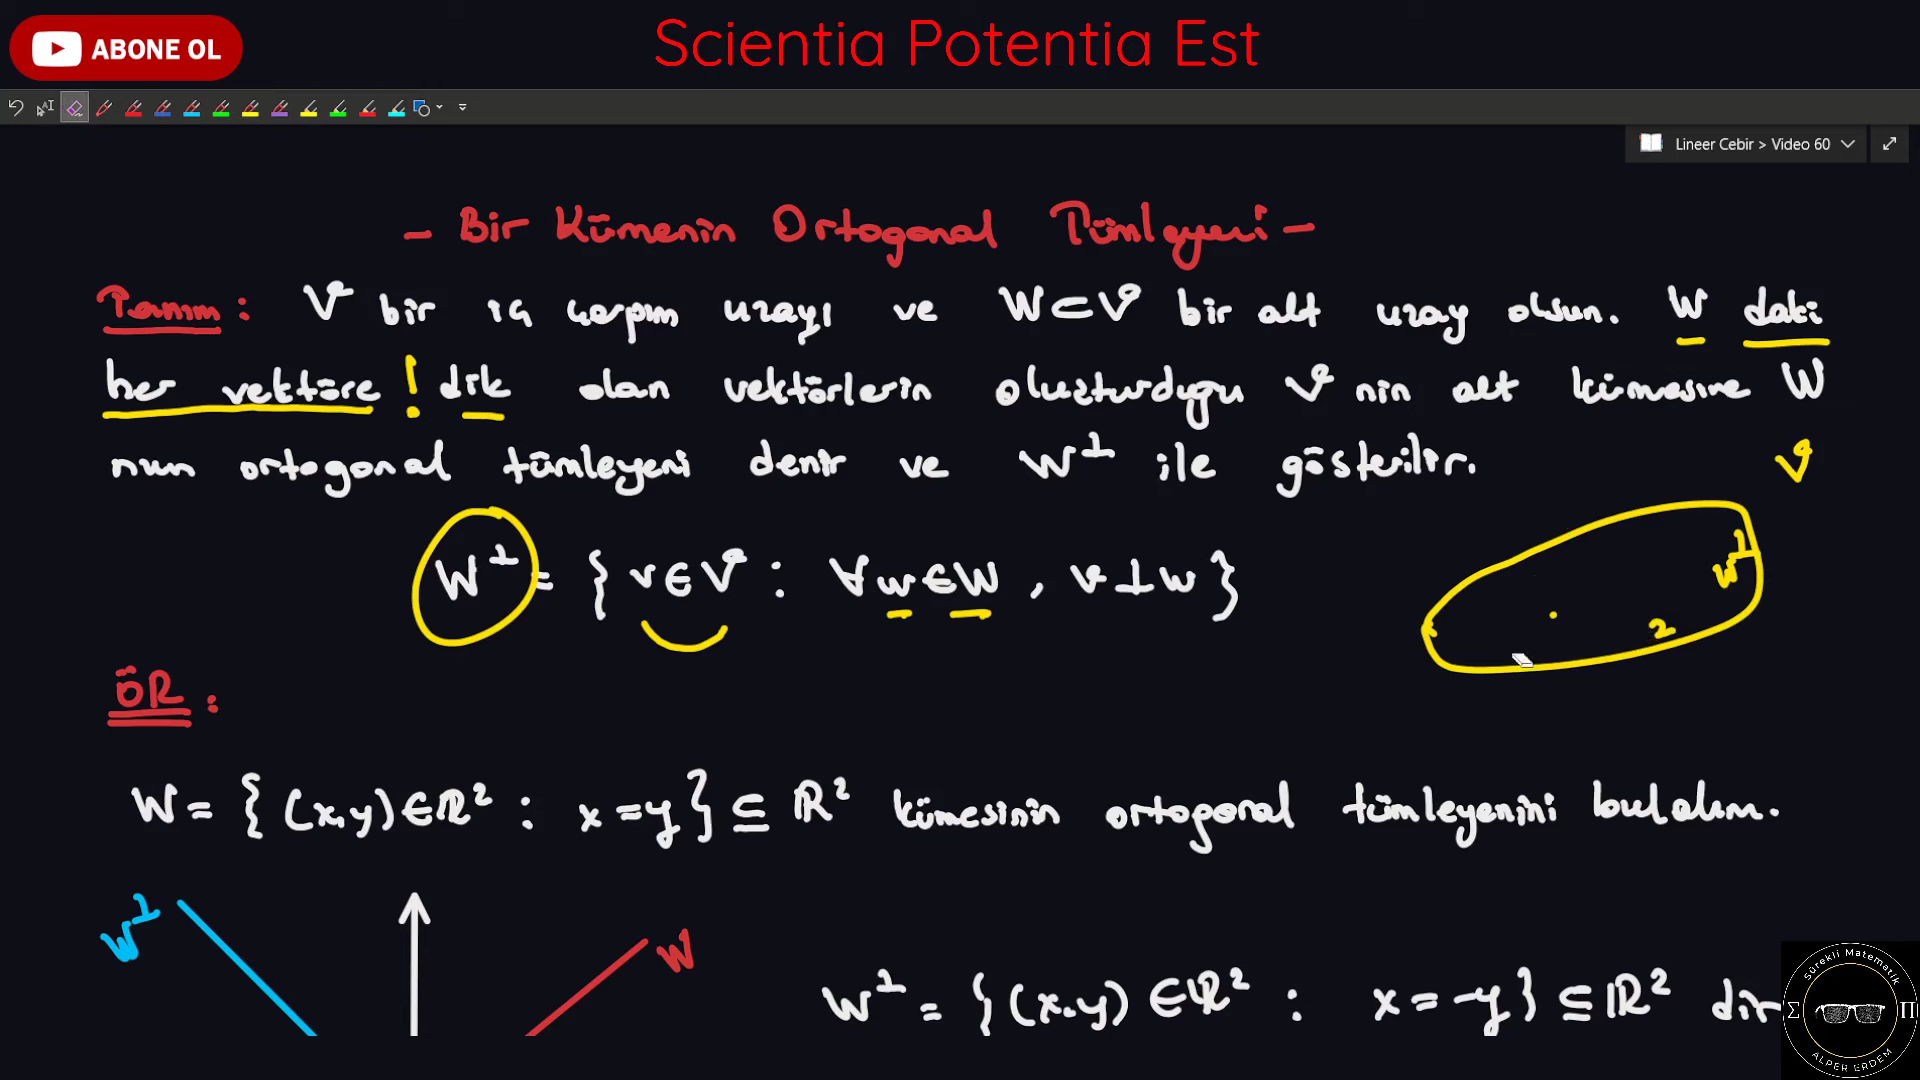 Scientia Potentia Est
ABONE OL
Lineer Cebir > Video 60
- Bir Kümenin Ortogonal Tümleyeni -
Tanım: V bir iç çarpım uzayı ve W⊂V bir alt uzay olsun. W daki
her vektöre ! dik olan vektörlerin oluşturduğu V nin alt kümesine W
nun ortogonal tümleyeni denir ve W⊥ ile gösterilir.
V
W⊥ = { v∈V : ∀w∈W , v⊥w }
W⊥
ÖR :
W = { (x,y)∈ℝ² : x=y } ⊆ ℝ² kümesinin ortogonal tümleyenini bulalım.
W⊥
W
W⊥ = { (x,y) ∈ℝ² : x=-y } ⊆ ℝ² dir
Sürekli Matematik
Σ Π
ALPER ERDEM